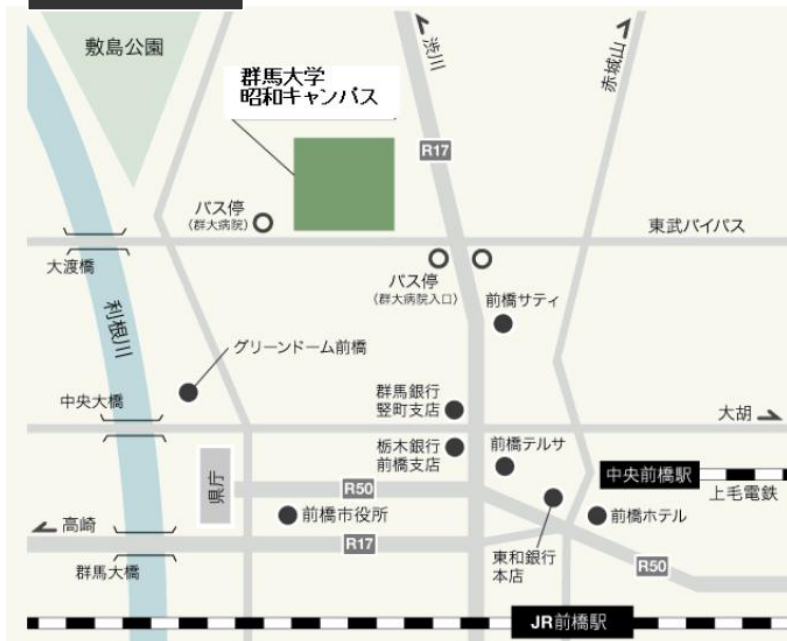 敷島公園
群馬大学
昭和キャンパス
渋川
赤城山
R17
バス停
(群大病院)
東武バイパス
大渡橋
バス停
(群大病院入口)
前橋サティ
利根川
グリーンドーム前橋
中央大橋
群馬銀行
竪町支店
大胡
栃木銀行
前橋支店
前橋テルサ
中央前橋駅
上毛電鉄
県庁
R50
前橋市役所
前橋ホテル
高崎
R17
東和銀行
本店
R50
群馬大橋
JR前橋駅